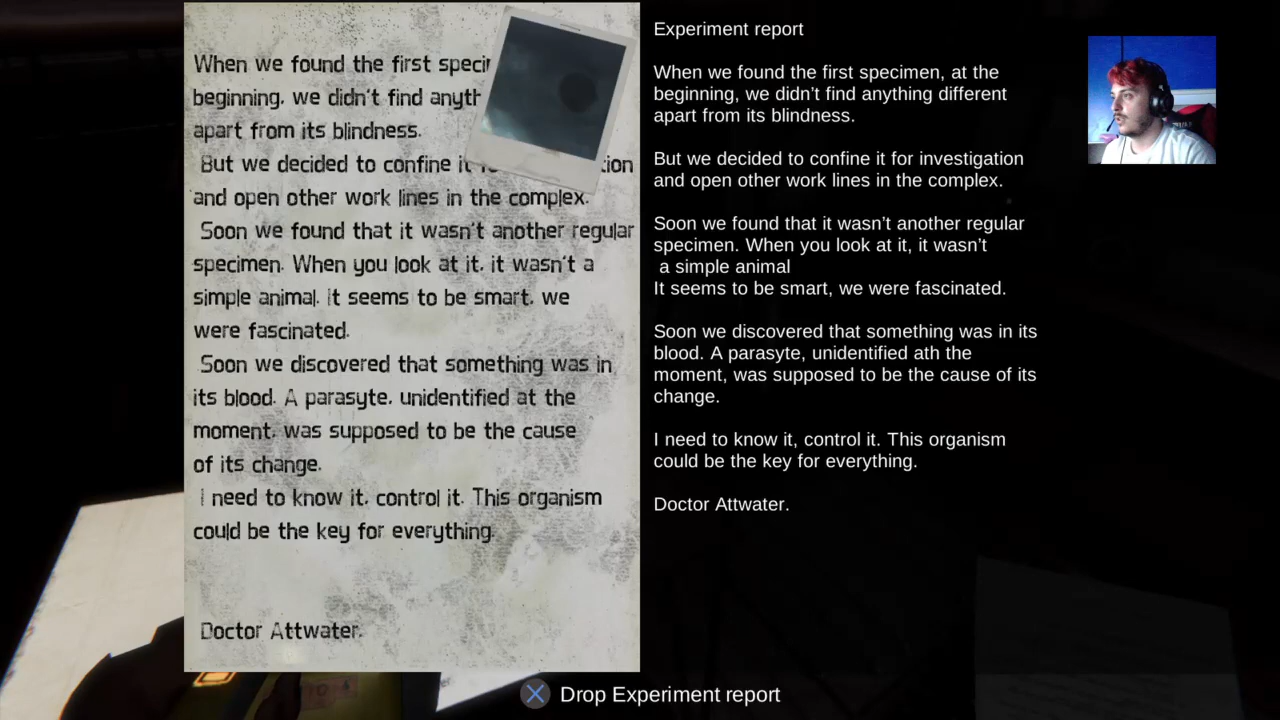 When we found the first speci
beginning, we didn't find anyth
apart from its blindness.
But we decided to confine it
tion
and open other work lines in the complex.
Soon we found that it wasn't another regular
specimen. When you look at it, it wasn't a
simple animal. it seems to be smart, we
were fascinated.
Soon we discovered that something was in
its blood. A parasyte, unidentified at the
moment, was supposed to be the cause
of its change.
I need to know it, control it. This organism
could be the key for everything.
Doctor Attwater.
Experiment report
When we found the first specimen, at the
beginning, we didn't find anything different
apart from its blindness.
But we decided to confine it for investigation
and open other work lines in the complex.
Soon we found that it wasn't another regular
specimen. When you look at it, it wasn't
a simple animal
It seems to be smart, we were fascinated.
Soon we discovered that something was in its
blood. A parasyte, unidentified ath the
moment, was supposed to be the cause of its
change.
I need to know it, control it. This organism
could be the key for everything.
Doctor Attwater.
Drop Experiment report